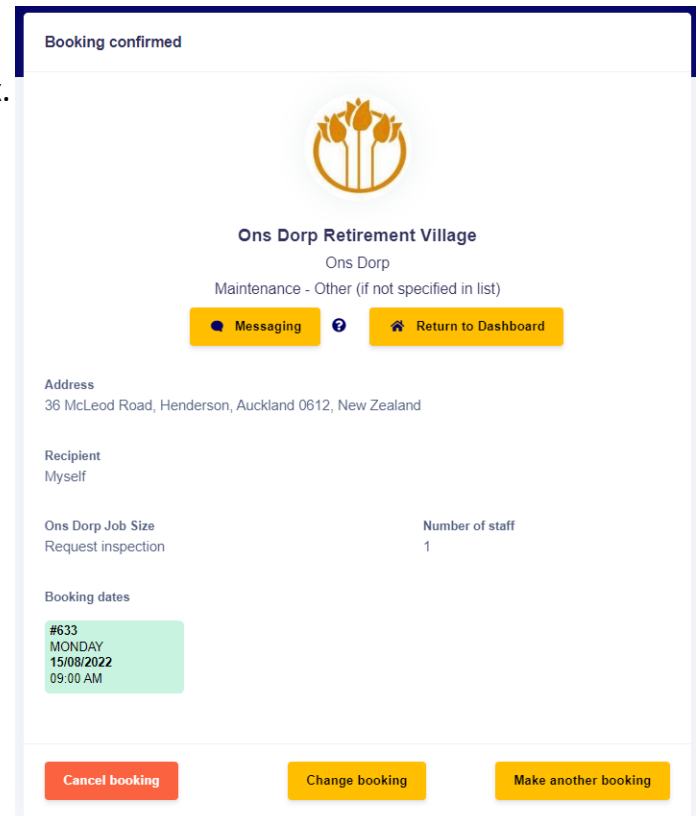 Booking confirmed
Ons Dorp Retirement Village
Ons Dorp
Maintenance - Other (if not specified in list)
Messaging ? Return to Dashboard
Address
36 McLeod Road, Henderson, Auckland 0612, New Zealand
Recipient
Myself
Ons Dorp Job Size Number of staff
Request inspection 1
Booking dates
#633
MONDAY
15/08/2022
09:00 AM
Cancel booking Change booking Make another booking